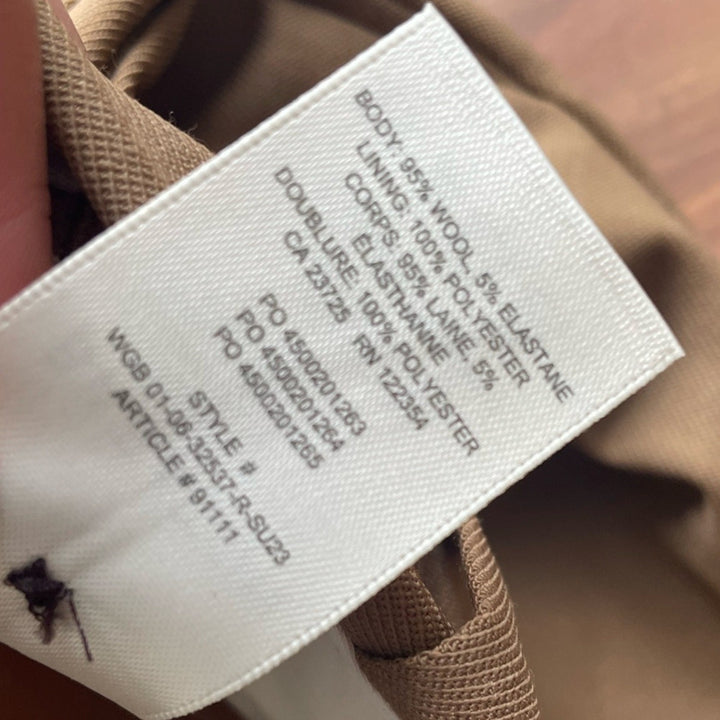 BODY: 95% WOOL, 5% ELASTANE
LINING: 100% POLYESTER
CORPS: 95% LAINE, 5%
ELASTHANNE
DOUBLURE: 100% POLYESTER
CA 23725 RN 122354
PO 4500201263
PO 4500201264
PO 4500201265
STYLE #
WGB 01-06-32537-R-SU23
ARTICLE # 91111